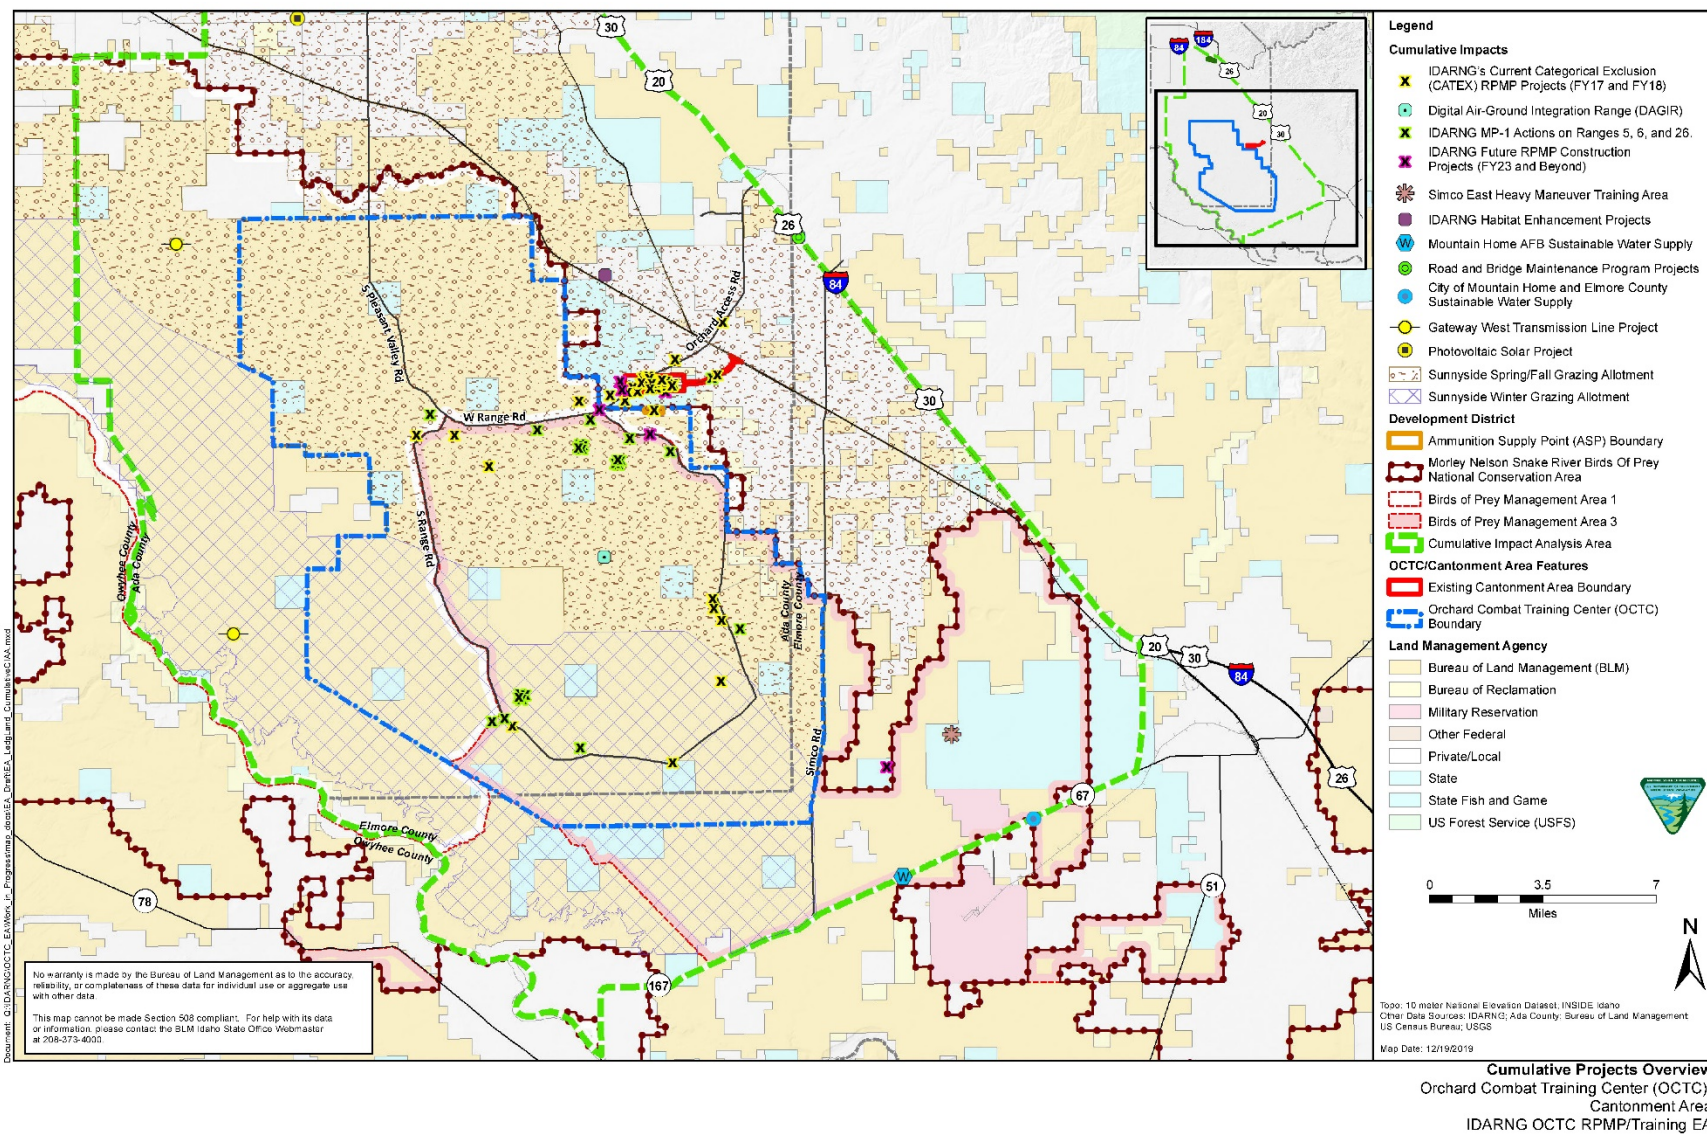 30
20
26
84
30
20
30
84
26
67
51
78
167
84
184
26
20
30
S Pleasant Valley Rd
Orchard Access Rd
W Range Rd
S Range Rd
Simco Rd
Owyhee County
Ada County
Ada County
Elmore County
Elmore County
Owyhee County
W
No warranty is made by the Bureau of Land Management as to the accuracy,
reliability, or completeness of these data for individual use or aggregate use
with other data.
This map cannot be made Section 508 compliant. For help with its data
or information, please contact the BLM Idaho State Office Webmaster
at 208-373-4000.
Legend
Cumulative Impacts
IDARNG's Current Categorical Exclusion
(CATEX) RPMP Projects (FY17 and FY18)
Digital Air-Ground Integration Range (DAGIR)
IDARNG MP-1 Actions on Ranges 5, 6, and 26.
IDARNG Future RPMP Construction
Projects (FY23 and Beyond)
Simco East Heavy Maneuver Training Area
IDARNG Habitat Enhancement Projects
W Mountain Home AFB Sustainable Water Supply
Road and Bridge Maintenance Program Projects
City of Mountain Home and Elmore County
Sustainable Water Supply
Gateway West Transmission Line Project
Photovoltaic Solar Project
Sunnyside Spring/Fall Grazing Allotment
Sunnyside Winter Grazing Allotment
Development District
Ammunition Supply Point (ASP) Boundary
Morley Nelson Snake River Birds Of Prey
National Conservation Area
Birds of Prey Management Area 1
Birds of Prey Management Area 3
Cumulative Impact Analysis Area
OCTC/Cantonment Area Features
Existing Cantonment Area Boundary
Orchard Combat Training Center (OCTC)
Boundary
Land Management Agency
Bureau of Land Management (BLM)
Bureau of Reclamation
Military Reservation
Other Federal
Private/Local
State
State Fish and Game
US Forest Service (USFS)
0 3.5 7
Miles
N
Topo: 10 meter National Elevation Dataset; INSIDE Idaho
Other Data Sources: IDARNG; Ada County; Bureau of Land Management
US Census Bureau; USGS
Map Date: 12/19/2019
Cumulative Projects Overview
Orchard Combat Training Center (OCTC)
Cantonment Area
IDARNG OCTC RPMP/Training EA